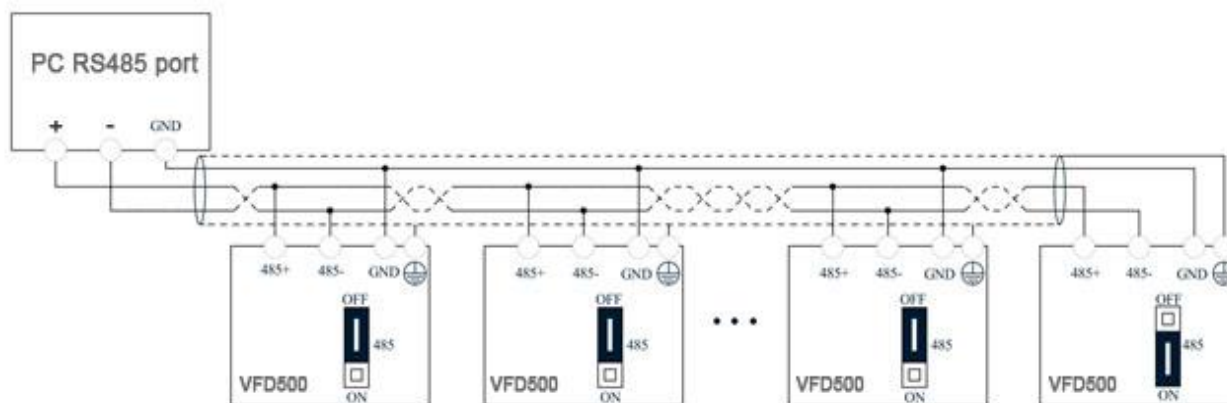 PC RS485 port
+ - GND
485+ 485- GND
485+ 485- GND
485+ 485- GND
485+ 485- GND
OFF
OFF
OFF
OFF
485
485
•••
485
485
VFD500
VFD500
VFD500
VFD500
ON
ON
ON
ON